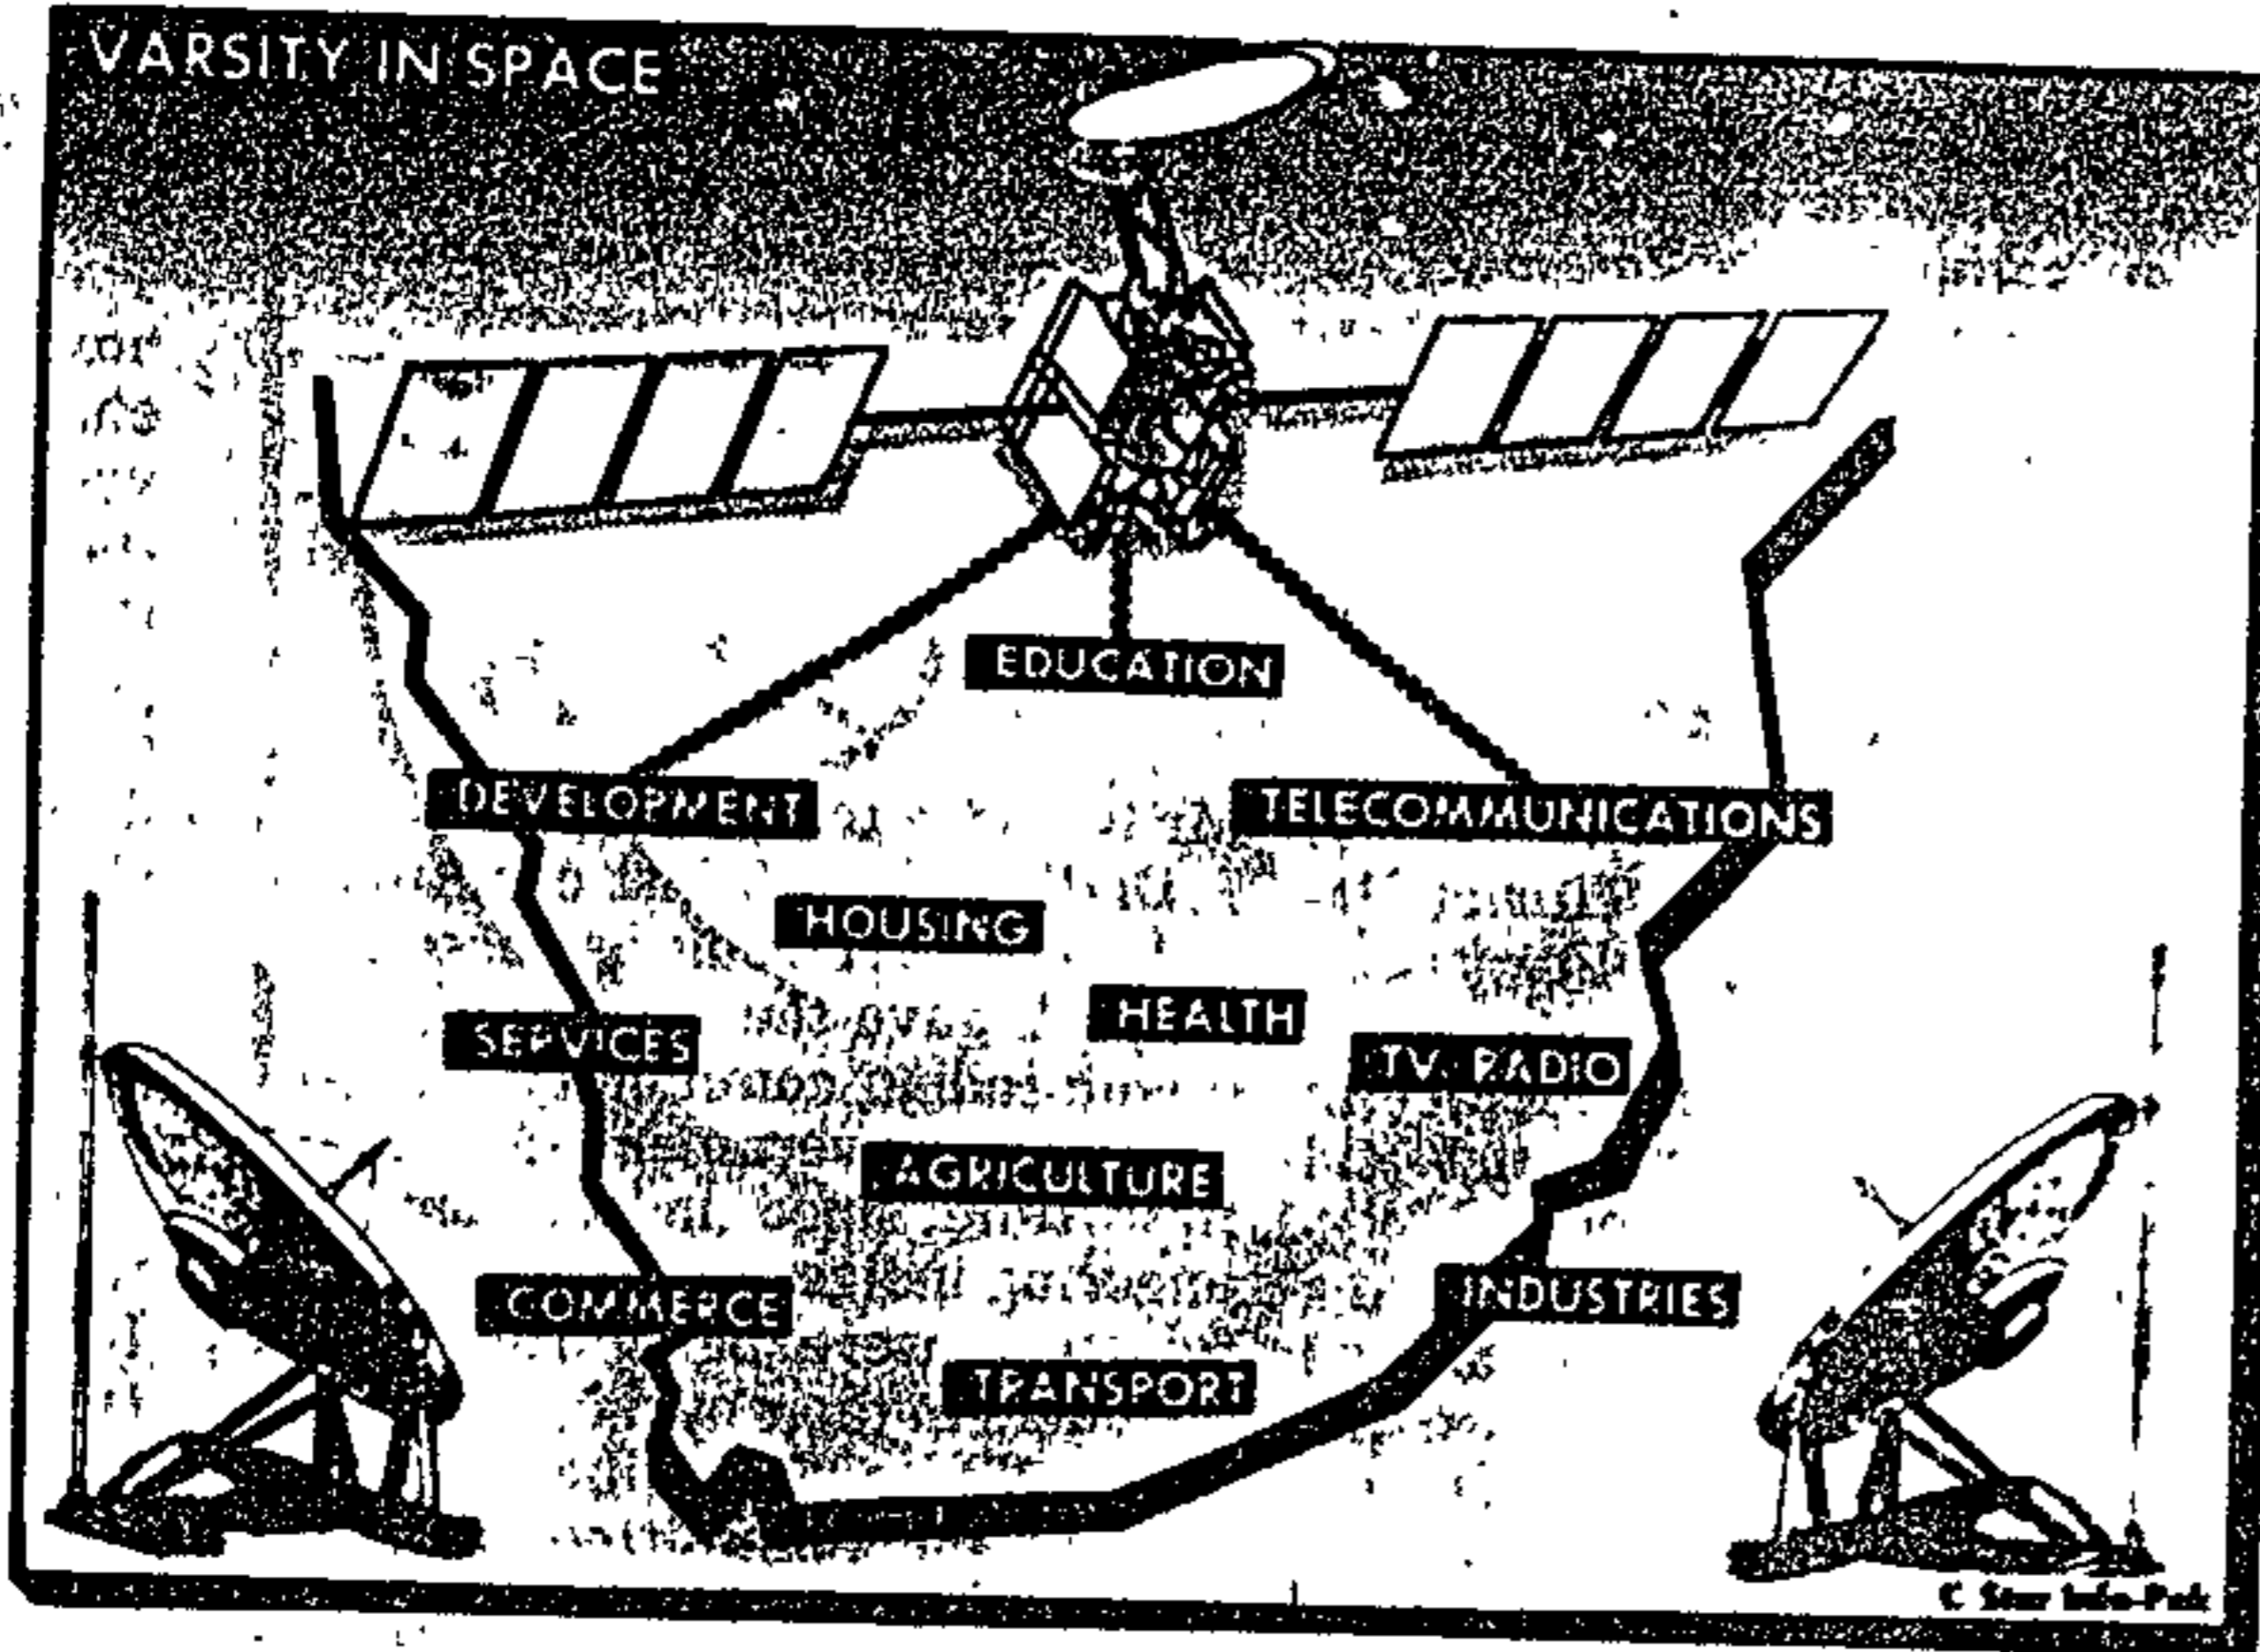 VARSITY IN SPACE
EDUCATION
DEVELOPMENT
TELECOMMUNICATIONS
HOUSING
HEALTH
SERVICES
TV. RADIO
AGRICULTURE
COMMERCE
INDUSTRIES
TRANSPORT
C Star Info-Pak